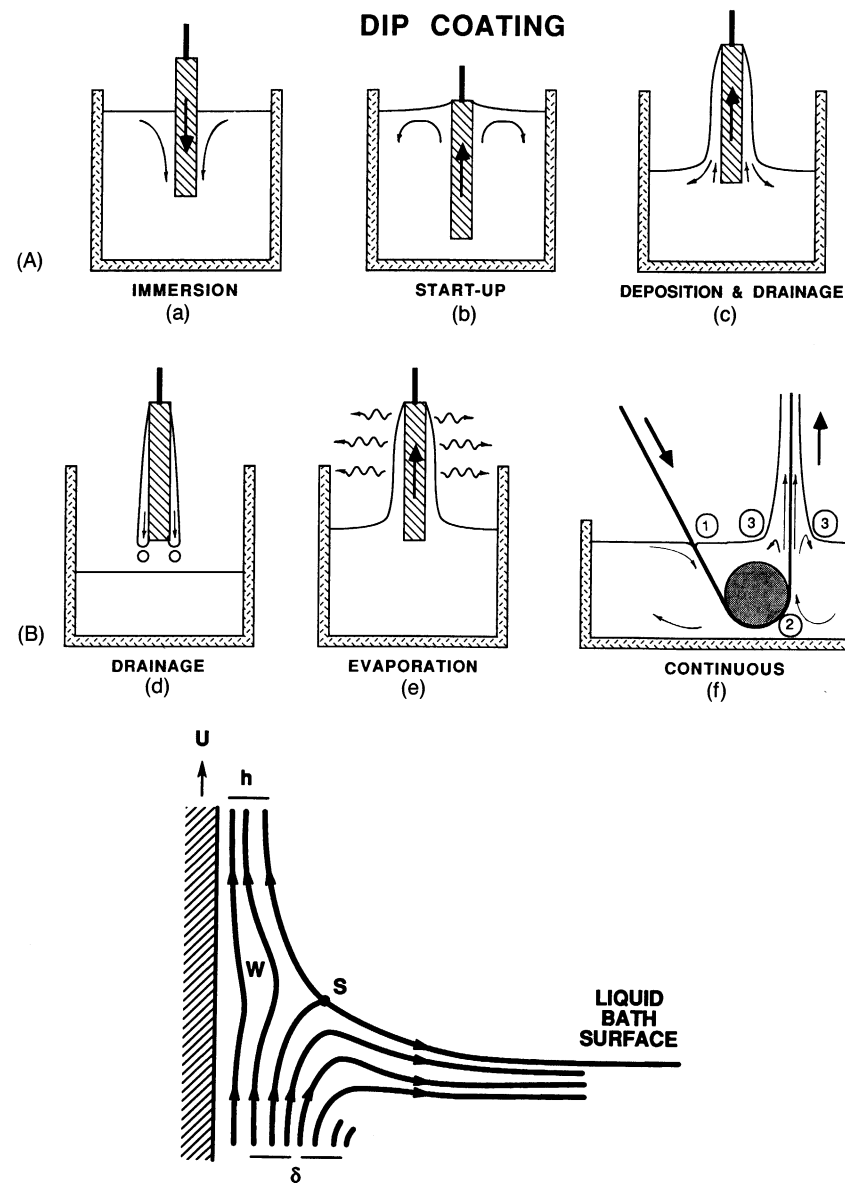 DIP COATING
(A)
IMMERSION
(a)
START-UP
(b)
DEPOSITION & DRAINAGE
(c)
(B)
DRAINAGE
(d)
EVAPORATION
(e)
1
3
3
2
CONTINUOUS
(f)
U
h
W
S
LIQUID
BATH
SURFACE
δ